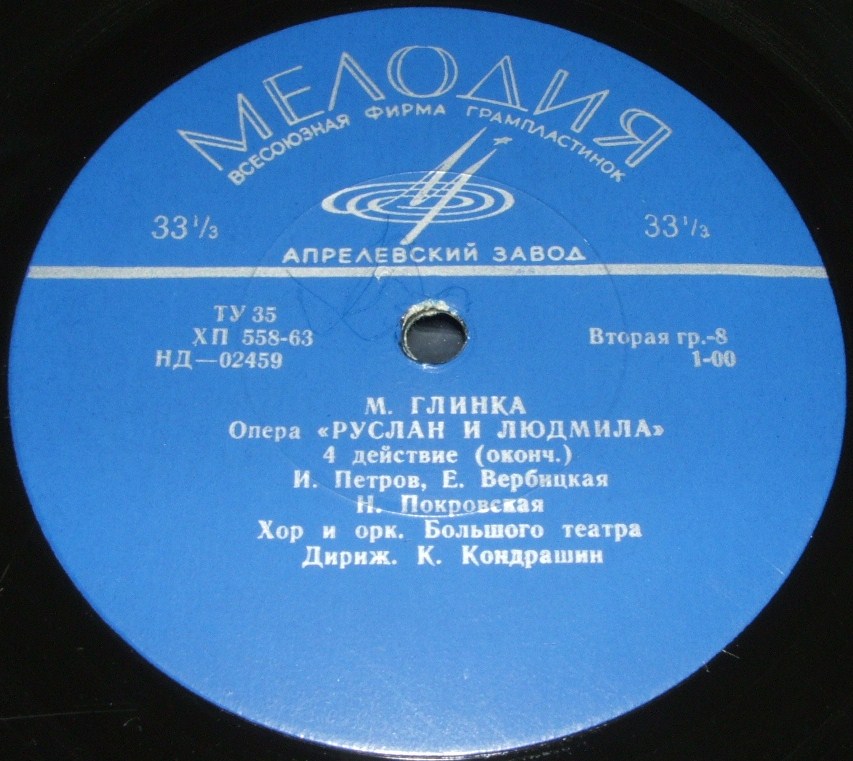 МЕЛОДИЯ
ВСЕСОЮЗНАЯ ФИРМА ГРАМПЛАСТИНОК
33⅓ 33⅓
АПРЕЛЕВСКИЙ ЗАВОД
ТУ 35
ХП 558-63 Вторая гр.-8
НД—02459 1-00
М. ГЛИНКА
Опера «РУСЛАН И ЛЮДМИЛА»
4 действие (оконч.)
И. Петров, Е. Вербицкая
Н. Покровская
Хор и орк. Большого театра
Дириж. К. Кондрашин